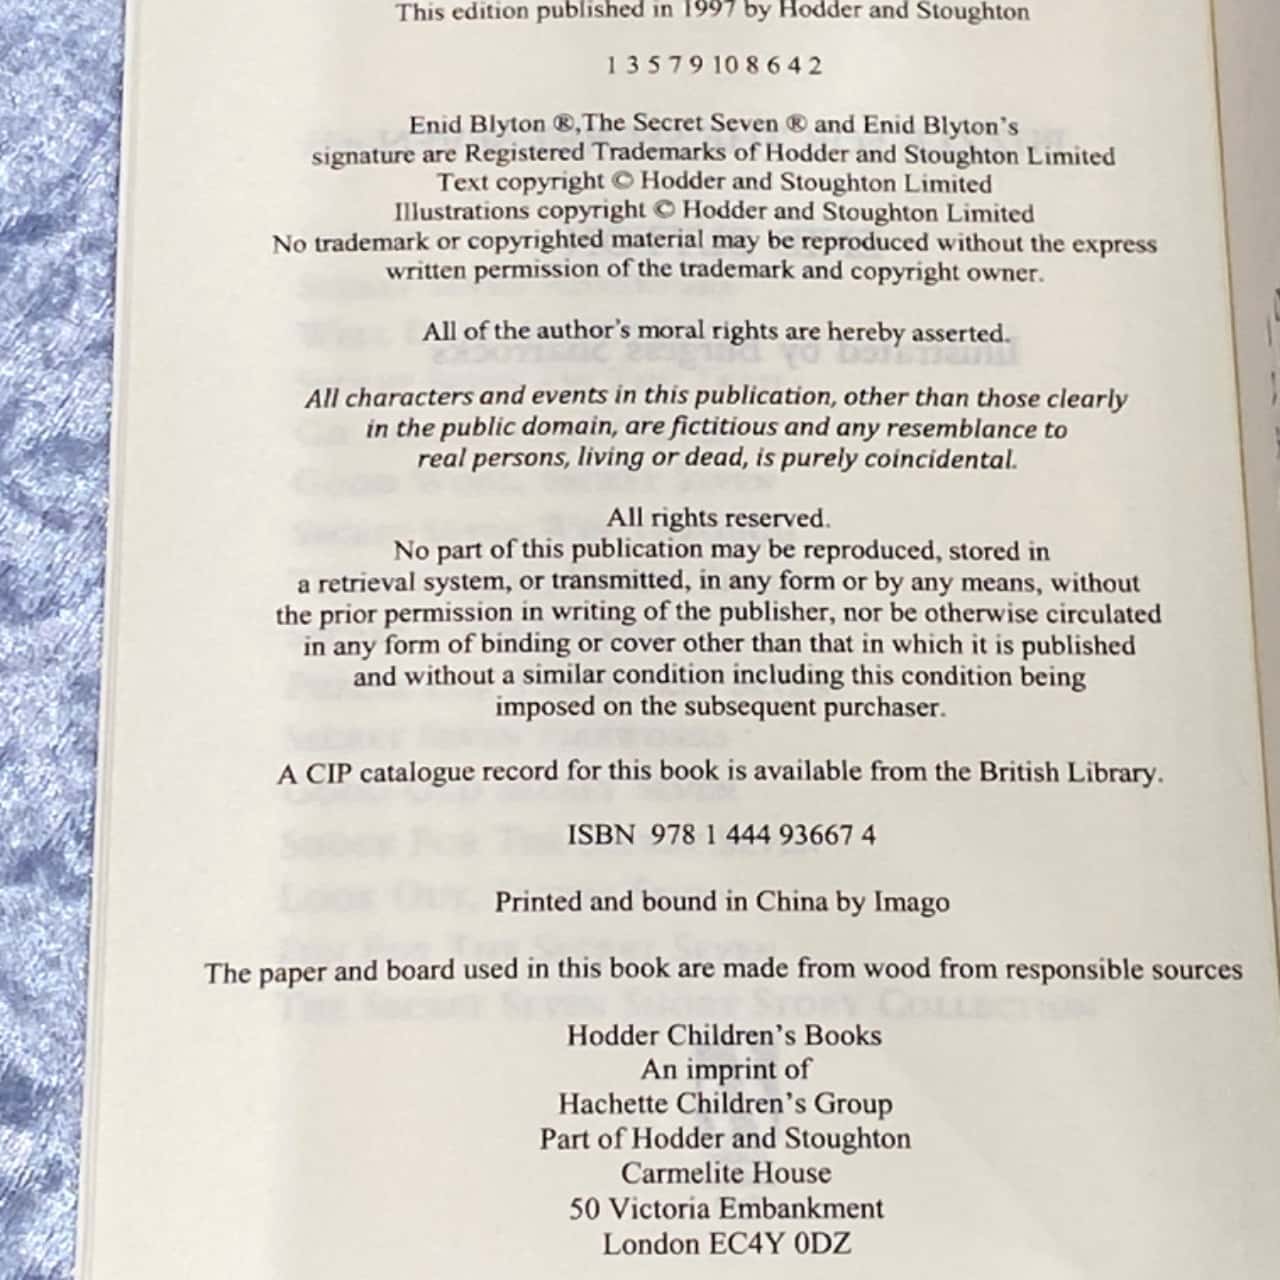 This edition published in 1997 by Hodder and Stoughton
1 3 5 7 9 10 8 6 4 2
Enid Blyton ®,The Secret Seven ® and Enid Blyton's
signature are Registered Trademarks of Hodder and Stoughton Limited
Text copyright © Hodder and Stoughton Limited
Illustrations copyright © Hodder and Stoughton Limited
No trademark or copyrighted material may be reproduced without the express
written permission of the trademark and copyright owner.
All of the author's moral rights are hereby asserted.
All characters and events in this publication, other than those clearly
in the public domain, are fictitious and any resemblance to
real persons, living or dead, is purely coincidental.
All rights reserved.
No part of this publication may be reproduced, stored in
a retrieval system, or transmitted, in any form or by any means, without
the prior permission in writing of the publisher, nor be otherwise circulated
in any form of binding or cover other than that in which it is published
and without a similar condition including this condition being
imposed on the subsequent purchaser.
A CIP catalogue record for this book is available from the British Library.
ISBN 978 1 444 93667 4
Printed and bound in China by Imago
The paper and board used in this book are made from wood from responsible sources
Hodder Children's Books
An imprint of
Hachette Children's Group
Part of Hodder and Stoughton
Carmelite House
50 Victoria Embankment
London EC4Y 0DZ